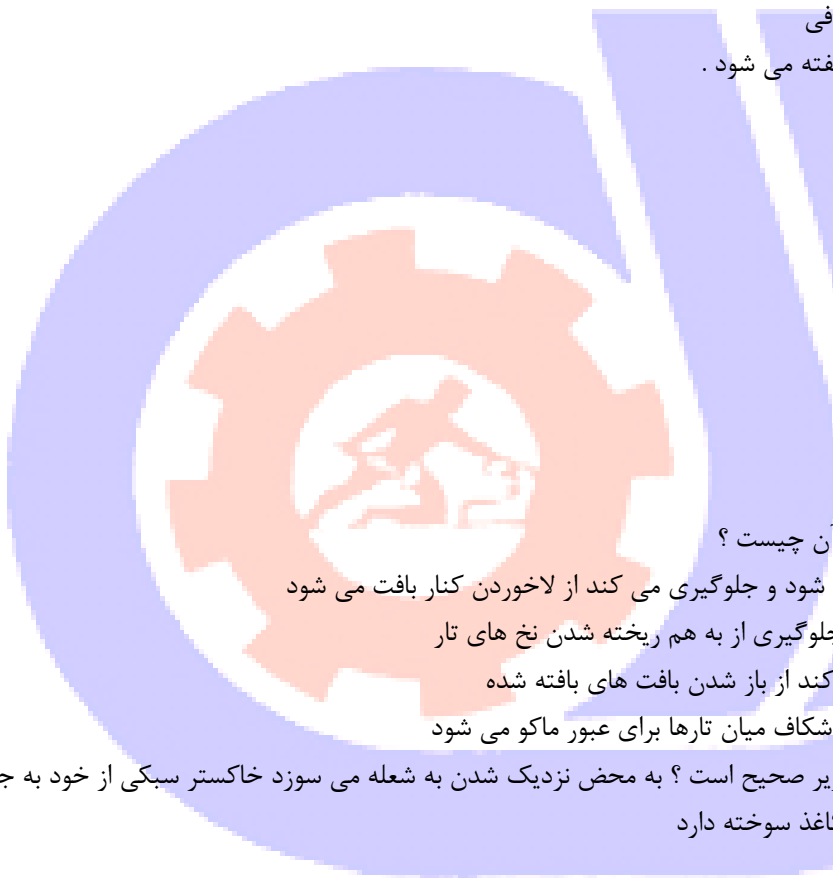 افی
فته می شود .
آن چیست ؟
شود و جلوگیری می کند از لاخوردن کنار بافت می شود
جلوگیری از به هم ریخته شدن نخ های تار
کند از باز شدن بافت های بافته شده
شکاف میان تارها برای عبور ماکو می شود
یر صحیح است ؟ به محض نزدیک شدن به شعله می سوزد خاکستر سبکی از خود به ج
کاغذ سوخته دارد